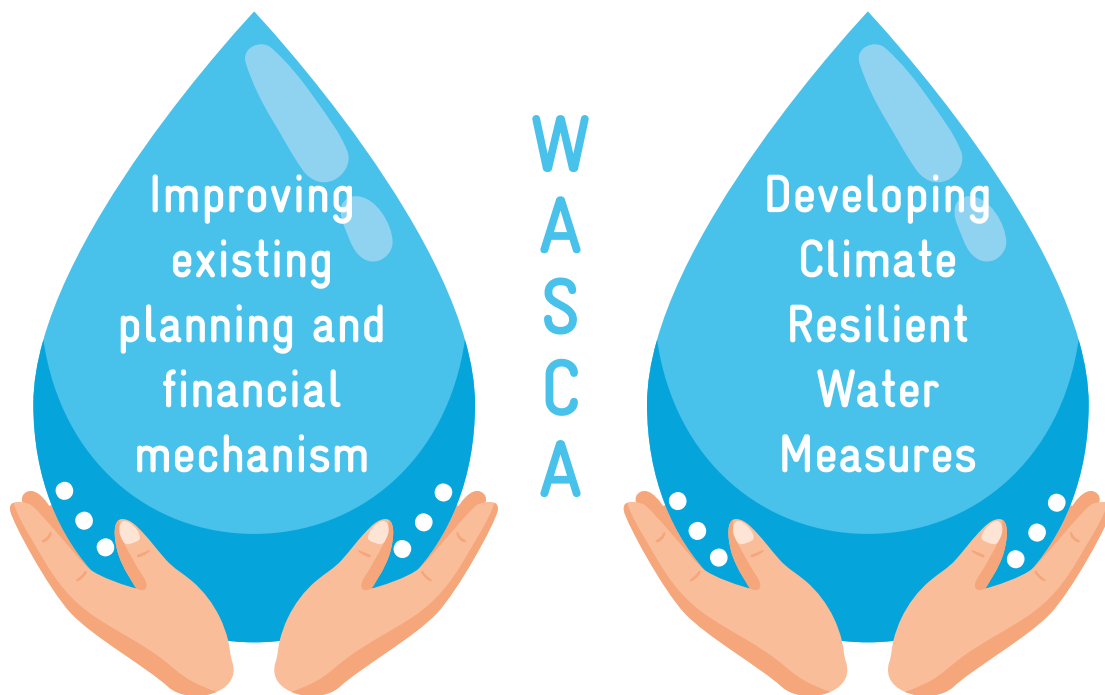 Improving
existing
planning and
financial
mechanism
W
A
S
C
A
Developing
Climate
Resilient
Water
Measures